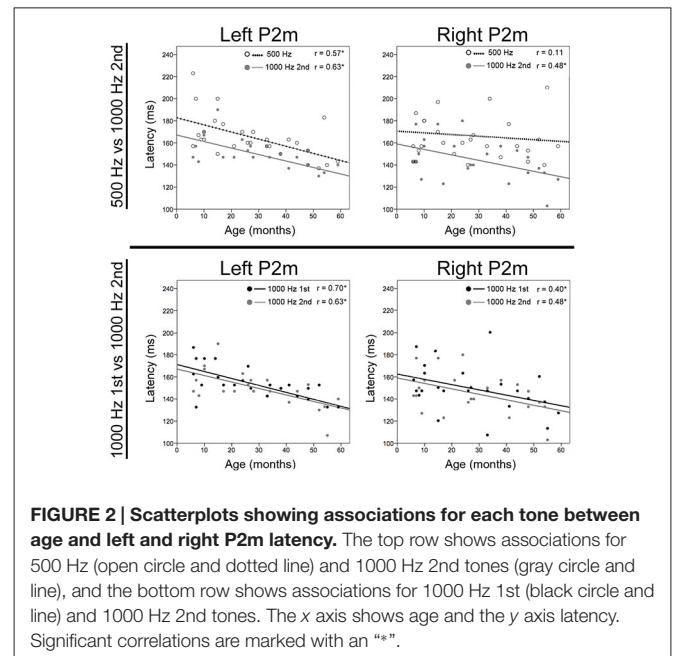 500 Hz vs 1000 Hz 2nd
Left P2m
500 Hz r = 0.57*
1000 Hz 2nd r = 0.63*
Latency (ms)
240
220
200
180
160
140
120
100
0 10 20 30 40 50 60
Age (months)
Right P2m
500 Hz r = 0.11
1000 Hz 2nd r = 0.48*
240
220
200
180
160
140
120
100
0 10 20 30 40 50 60
Age (months)
1000 Hz 1st vs 1000 Hz 2nd
Left P2m
1000 Hz 1st r = 0.70*
1000 Hz 2nd r = 0.63*
Latency (ms)
240
220
200
180
160
140
120
100
0 10 20 30 40 50 60
Age (months)
Right P2m
1000 Hz 1st r = 0.40*
1000 Hz 2nd r = 0.48*
Latency (ms)
240
220
200
180
160
140
120
100
0 10 20 30 40 50 60
Age (months)
FIGURE 2 | Scatterplots showing associations for each tone between
age and left and right P2m latency. The top row shows associations for
500 Hz (open circle and dotted line) and 1000 Hz 2nd tones (gray circle and
line), and the bottom row shows associations for 1000 Hz 1st (black circle and
line) and 1000 Hz 2nd tones. The x axis shows age and the y axis latency.
Significant correlations are marked with an “*”.